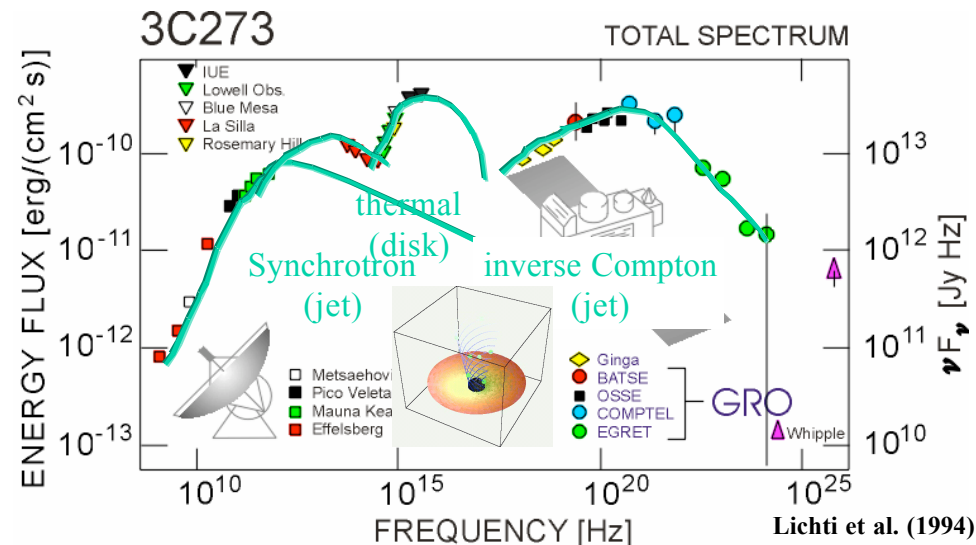 3C273
TOTAL SPECTRUM
IUE
Lowell Obs.
Blue Mesa
La Silla
Rosemary Hill
ENERGY FLUX [erg/(cm² s)]
10⁻¹⁰
10⁻¹¹
10⁻¹²
10⁻¹³
10¹³
10¹²
10¹¹
10¹⁰
νFν [Jy Hz]
thermal
(disk)
Synchrotron
(jet)
inverse Compton
(jet)
Metsaehovi
Pico Veleta
Mauna Kea
Effelsberg
Ginga
BATSE
OSSE
COMPTEL
EGRET
GRO
Whipple
10¹⁰
10¹⁵
10²⁰
10²⁵
FREQUENCY [Hz]
Lichti et al. (1994)